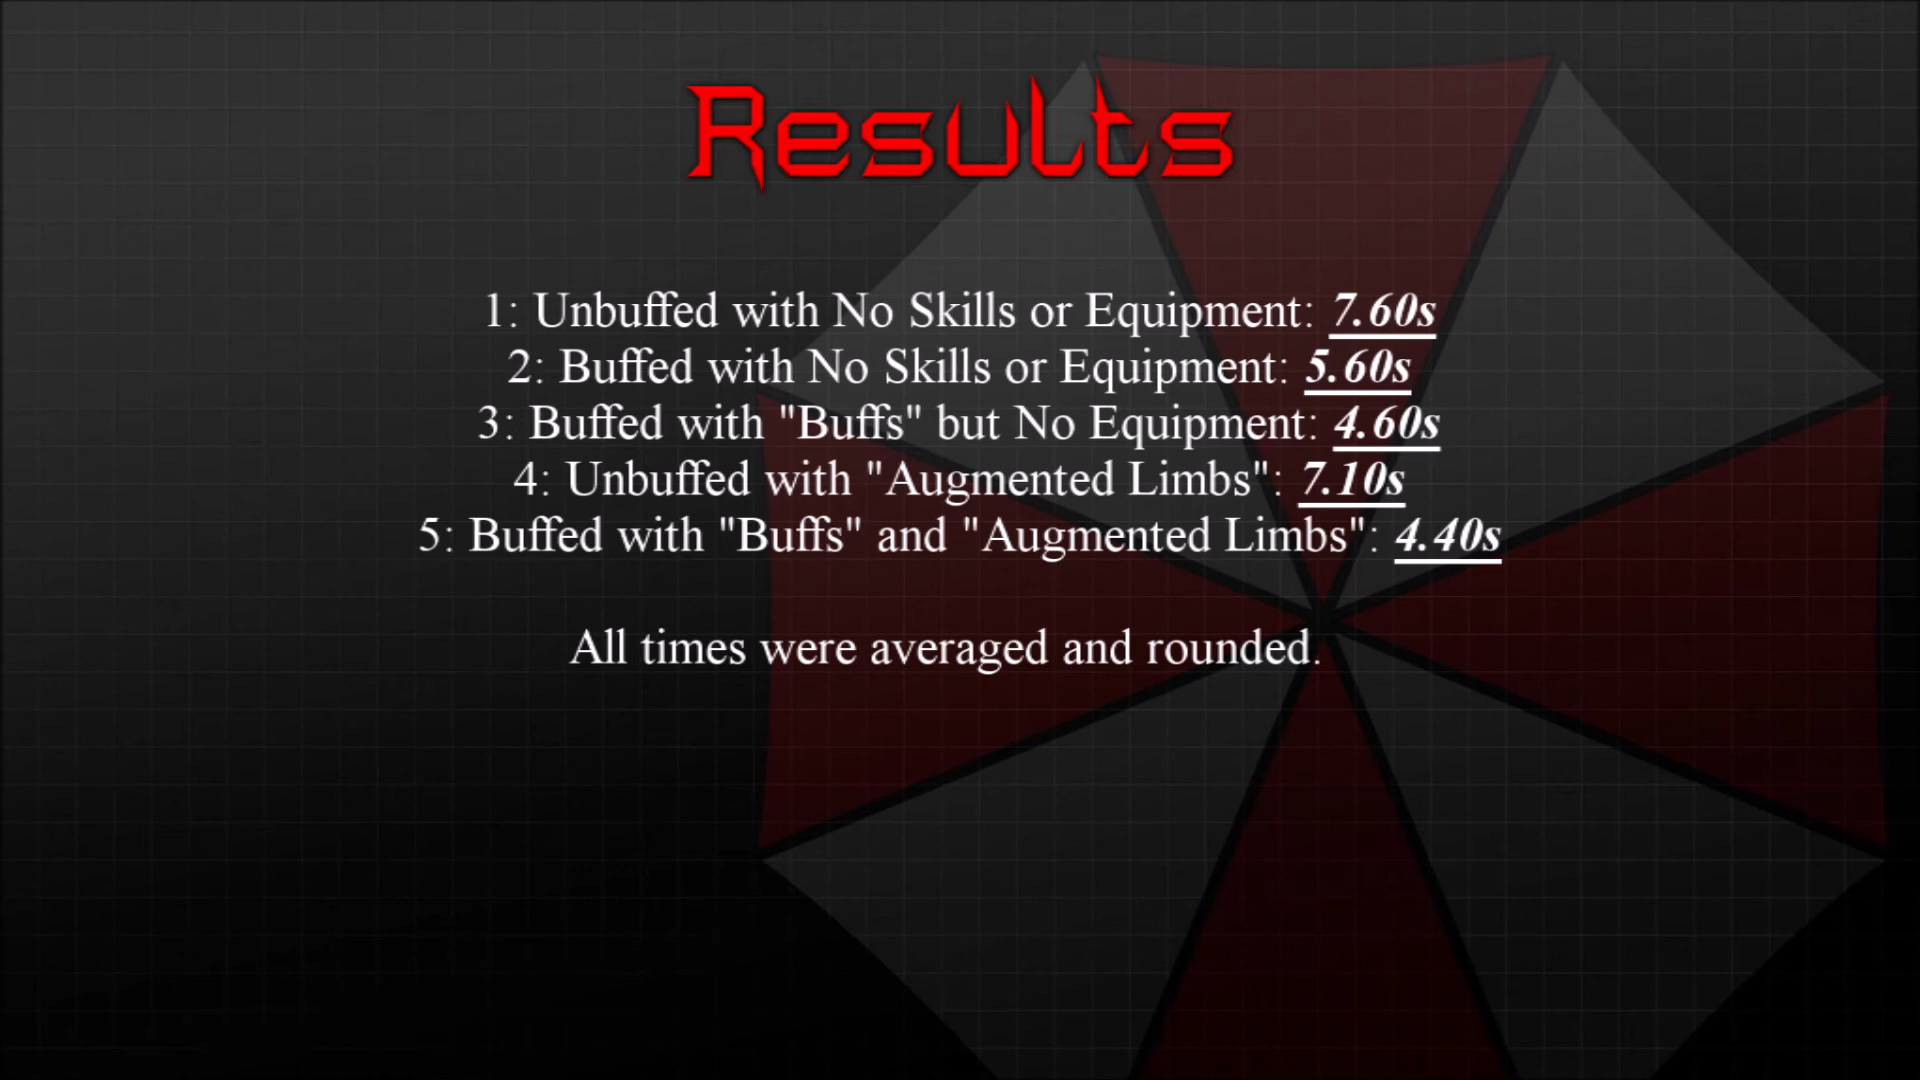 Results
1: Unbuffed with No Skills or Equipment: 7.60s
2: Buffed with No Skills or Equipment: 5.60s
3: Buffed with "Buffs" but No Equipment: 4.60s
4: Unbuffed with "Augmented Limbs": 7.10s
5: Buffed with "Buffs" and "Augmented Limbs": 4.40s
All times were averaged and rounded.